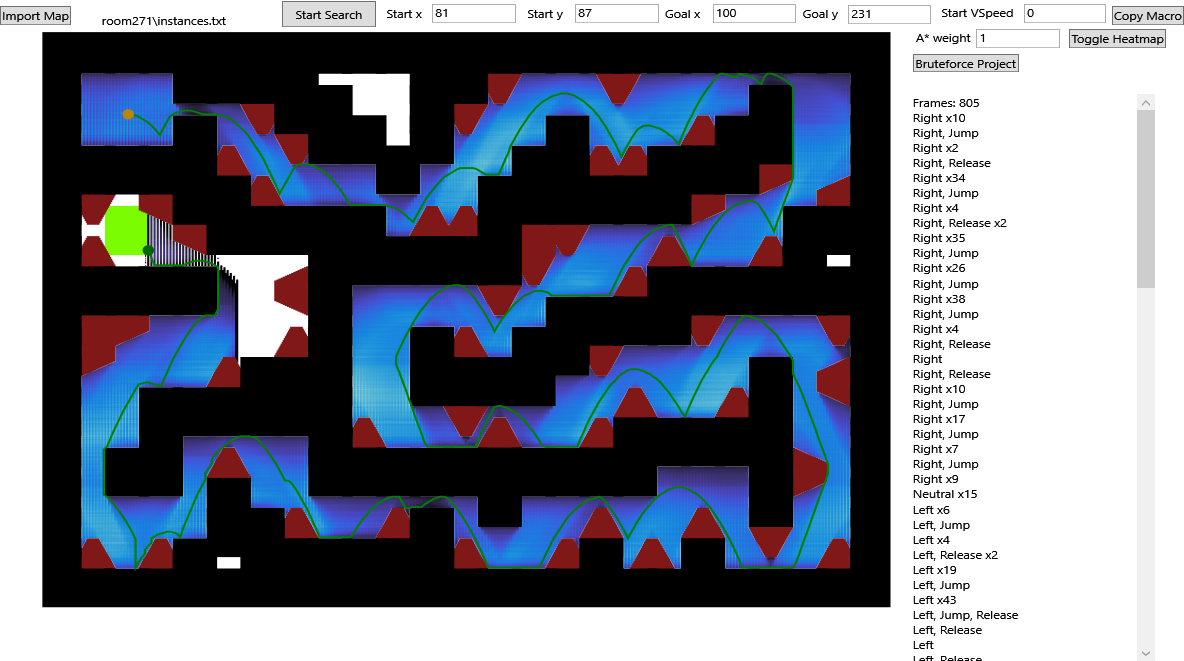 Import Map
room271\instances.txt
Start Search
Start x 81
Start y 87
Goal x 100
Goal y 231
Start VSpeed 0
Copy Macro
A* weight 1
Toggle Heatmap
Bruteforce Project
Frames: 805
Right x10
Right, Jump
Right x2
Right, Release
Right x34
Right, Jump
Right x4
Right, Release x2
Right x35
Right, Jump
Right x26
Right, Jump
Right x38
Right, Jump
Right x4
Right, Release
Right
Right, Release
Right x10
Right, Jump
Right x17
Right, Jump
Right x7
Right, Jump
Right x9
Neutral x15
Left x6
Left, Jump
Left x4
Left, Release x2
Left x19
Left, Jump
Left x43
Left, Jump, Release
Left, Release
Left
Left, Release